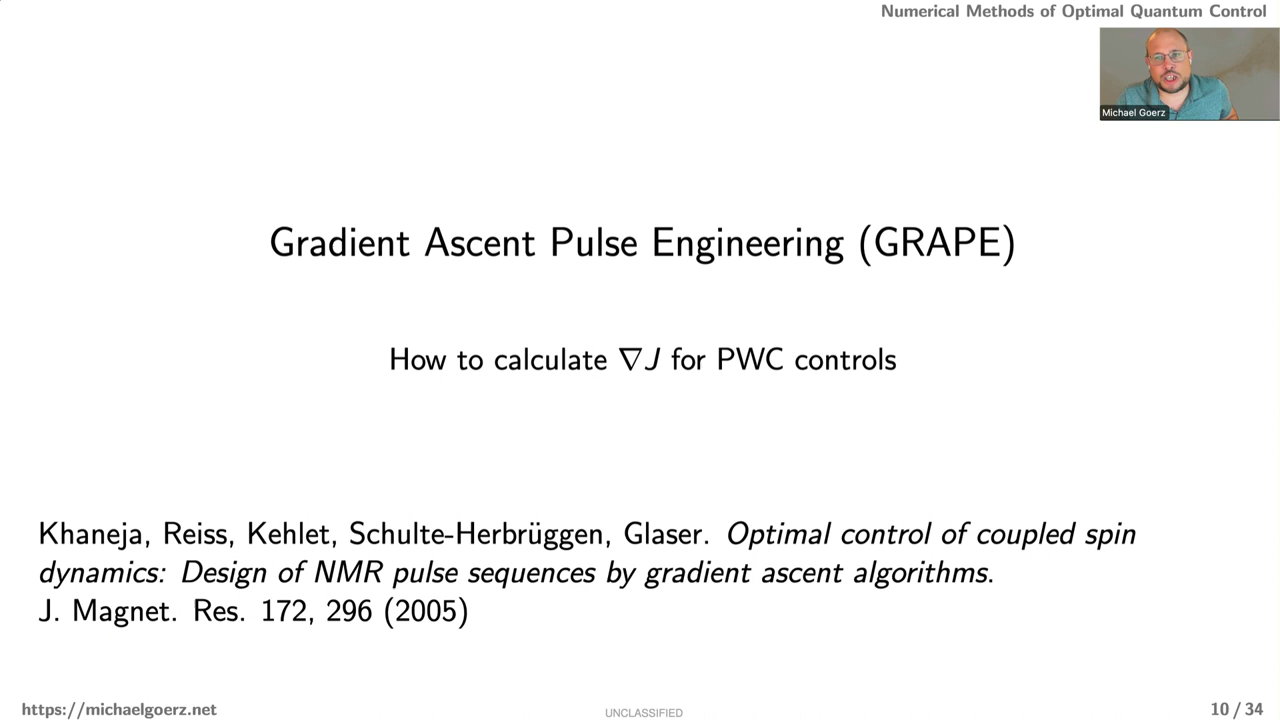 Numerical Methods of Optimal Quantum Control
Michael Goerz
Gradient Ascent Pulse Engineering (GRAPE)
How to calculate ∇J for PWC controls
Khaneja, Reiss, Kehlet, Schulte-Herbrüggen, Glaser. Optimal control of coupled spin
dynamics: Design of NMR pulse sequences by gradient ascent algorithms.
J. Magnet. Res. 172, 296 (2005)
https://michaelgoerz.net
UNCLASSIFIED
10 / 34